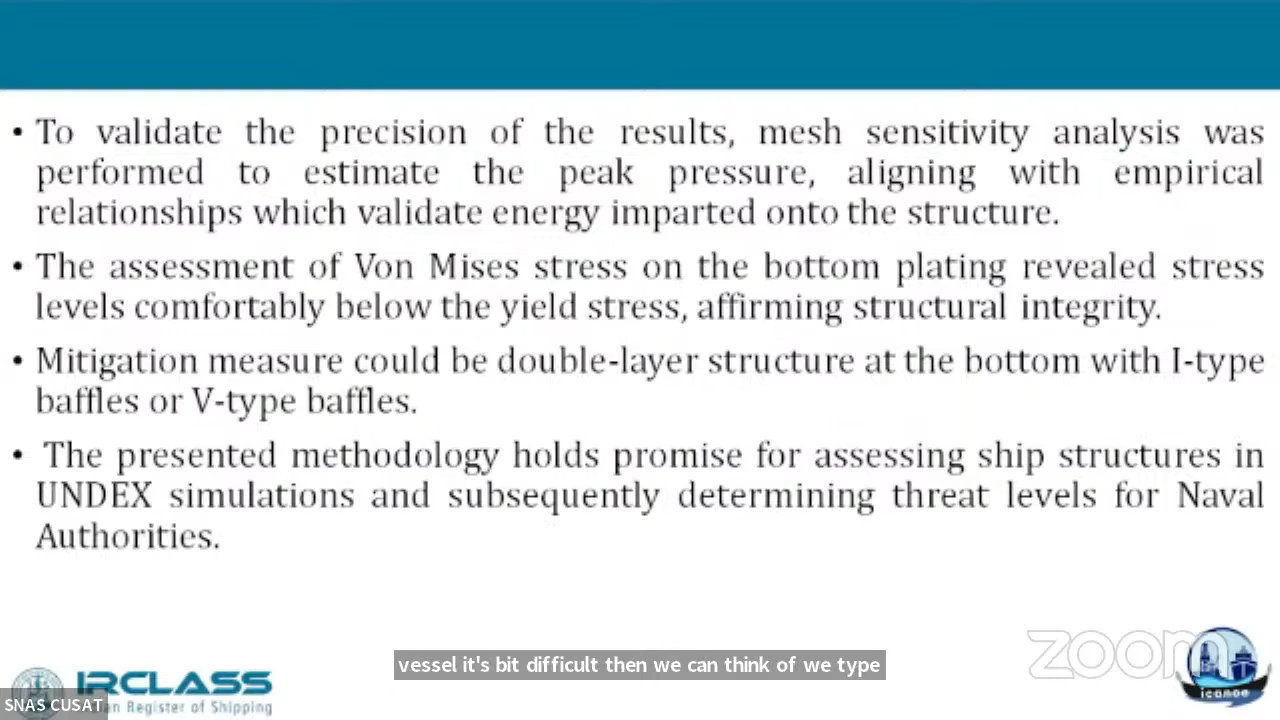 • To validate the precision of the results, mesh sensitivity analysis was
performed to estimate the peak pressure, aligning with empirical
relationships which validate energy imparted onto the structure.
• The assessment of Von Mises stress on the bottom plating revealed stress
levels comfortably below the yield stress, affirming structural integrity.
• Mitigation measure could be double-layer structure at the bottom with I-type
baffles or V-type baffles.
• The presented methodology holds promise for assessing ship structures in
UNDEX simulations and subsequently determining threat levels for Naval
Authorities.
vessel it's bit difficult then we can think of we type
zoom
icanoe
IRCLASS
an Register of Shipping
SNAS CUSAT